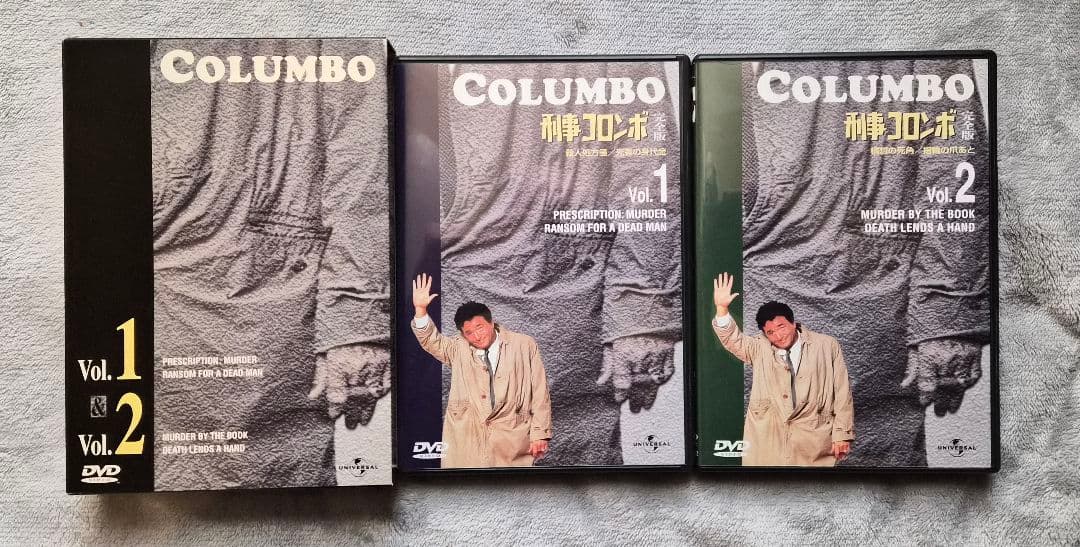 COLUMBO
Vol. 1
&
Vol. 2
PRESCRIPTION: MURDER
RANSOM FOR A DEAD MAN
MURDER BY THE BOOK
DEATH LENDS A HAND
DVD
VIDEO
UNIVERSAL
COLUMBO
刑事コロンボ 完全版
殺人処方箋/死者の身代金
Vol. 1
PRESCRIPTION: MURDER
RANSOM FOR A DEAD MAN
DVD
VIDEO
UNIVERSAL
COLUMBO
刑事コロンボ 完全版
構想の死角/指輪の爪あと
Vol. 2
MURDER BY THE BOOK
DEATH LENDS A HAND
DVD
VIDEO
UNIVERSAL